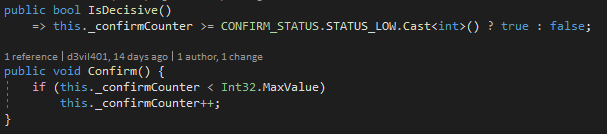 public bool IsDecisive()
=> this._confirmCounter >= CONFIRM_STATUS.STATUS_LOW.Cast<int>() ? true : false;
1 reference | d3vil401, 14 days ago | 1 author, 1 change
public void Confirm() {
if (this._confirmCounter < Int32.MaxValue)
this._confirmCounter++;
}